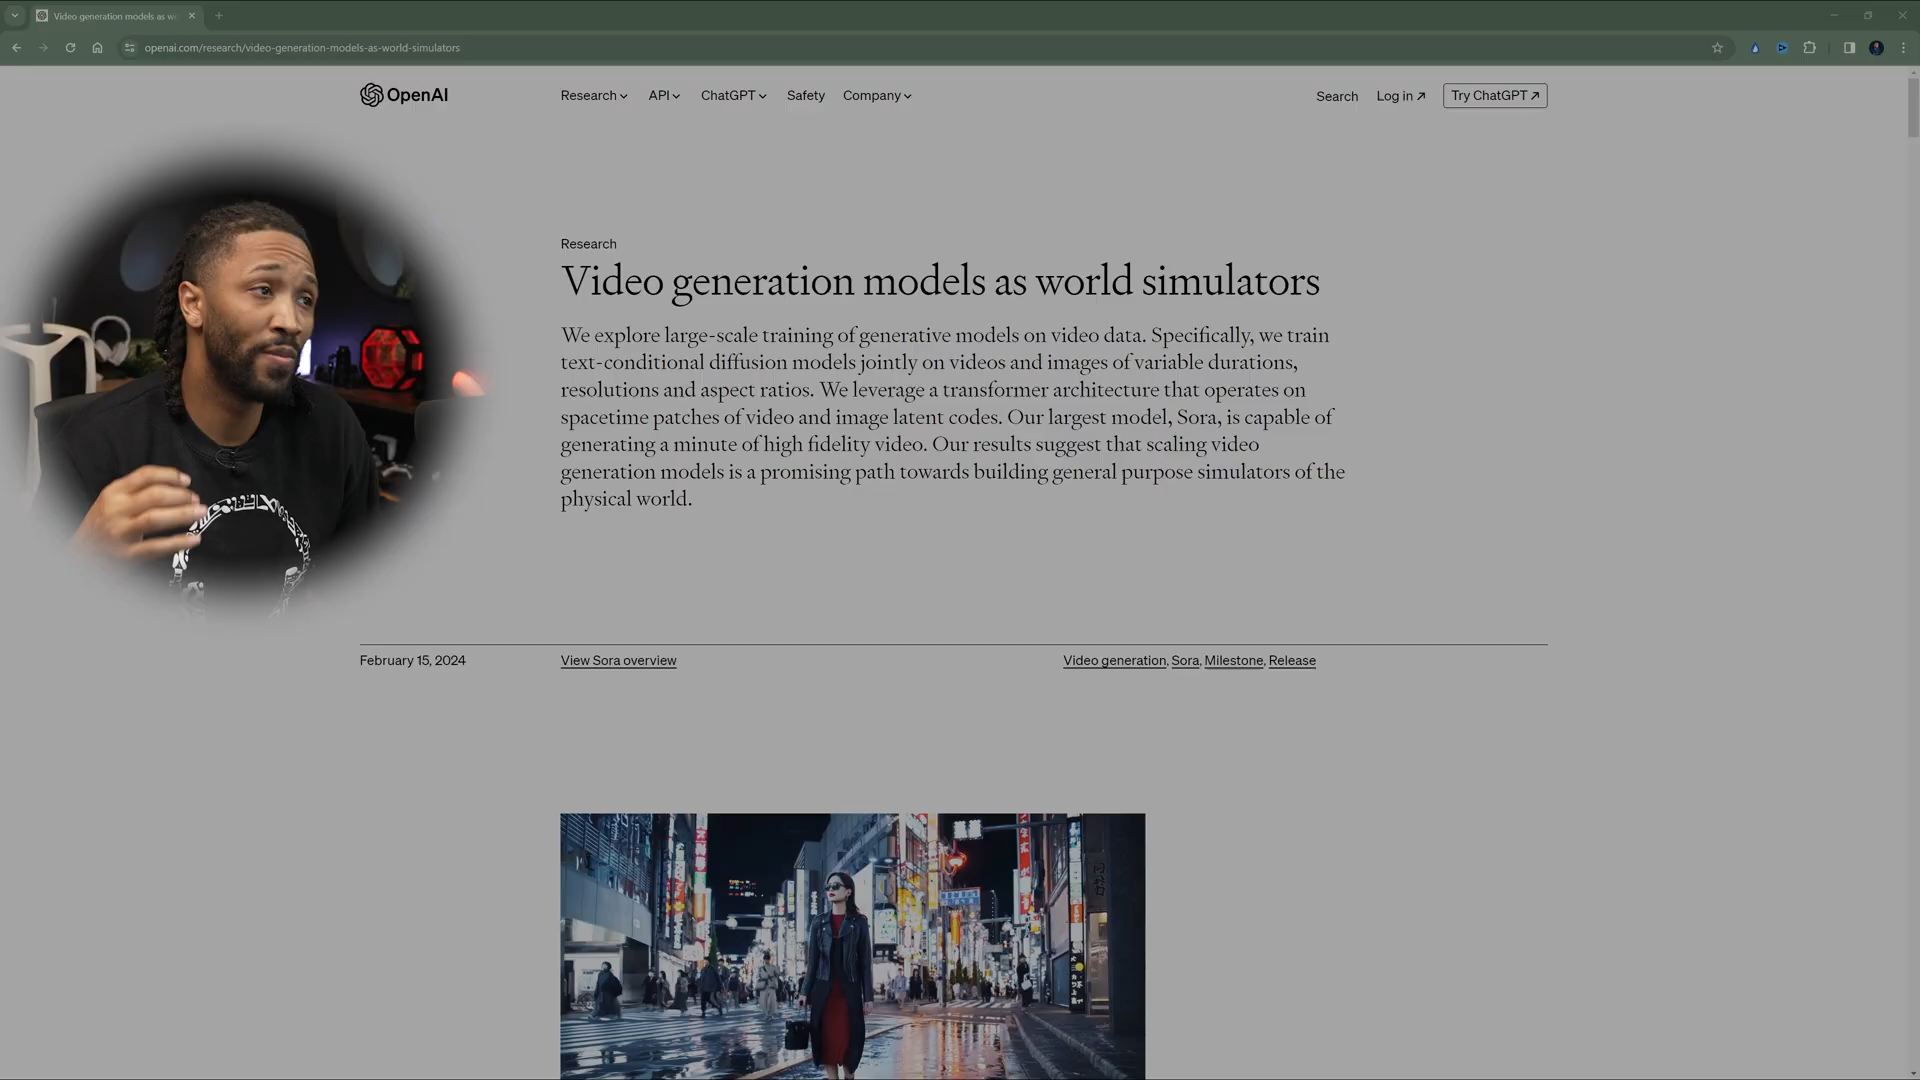 Video generation models as w
openai.com/research/video-generation-models-as-world-simulators
OpenAI
Research
API
ChatGPT
Safety
Company
Search
Log in
Try ChatGPT
Research
Video generation models as world simulators
We explore large-scale training of generative models on video data. Specifically, we train
text-conditional diffusion models jointly on videos and images of variable durations,
resolutions and aspect ratios. We leverage a transformer architecture that operates on
spacetime patches of video and image latent codes. Our largest model, Sora, is capable of
generating a minute of high fidelity video. Our results suggest that scaling video
generation models is a promising path towards building general purpose simulators of the
physical world.
February 15, 2024
View Sora overview
Video generation, Sora, Milestone, Release